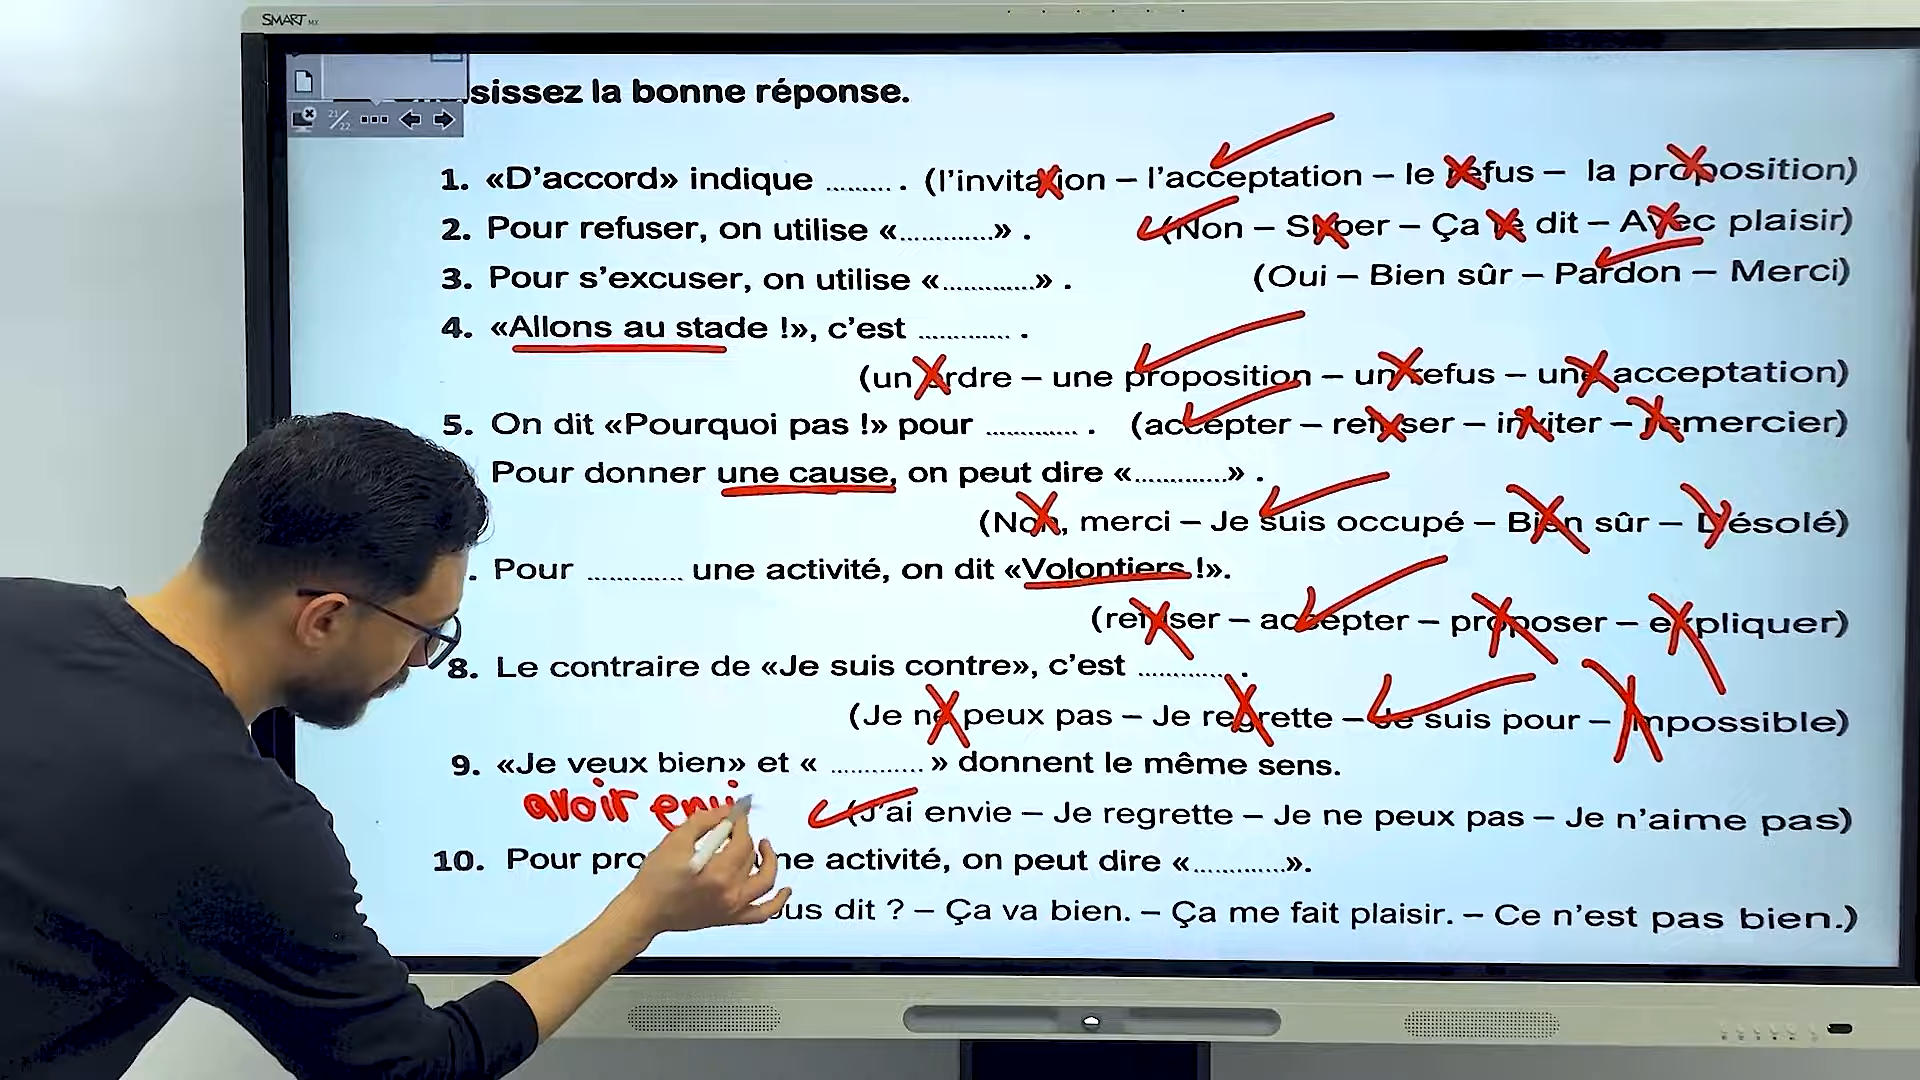 SMART MX
21/22
sissez la bonne réponse.
1. «D'accord» indique ......... . (l'invitation – l'acceptation – le refus – la proposition)
2. Pour refuser, on utilise «.............» . (Non – Super – Ça te dit – Avec plaisir)
3. Pour s'excuser, on utilise «.............» . (Oui – Bien sûr – Pardon – Merci)
4. «Allons au stade !», c'est ............. .
(un ordre – une proposition – un refus – une acceptation)
5. On dit «Pourquoi pas !» pour ............. . (accepter – refuser – inviter – remercier)
Pour donner une cause, on peut dire «.............» .
(Non, merci – Je suis occupé – Bien sûr – Désolé)
. Pour ............. une activité, on dit «Volontiers !».
(refuser – accepter – proposer – expliquer)
8. Le contraire de «Je suis contre», c'est ............. .
(Je ne peux pas – Je regrette – Je suis pour – Impossible)
9. «Je veux bien» et « ............. » donnent le même sens.
avoir envi
(J'ai envie – Je regrette – Je ne peux pas – Je n'aime pas)
10. Pour pro ne activité, on peut dire «.............».
ous dit ? – Ça va bien. – Ça me fait plaisir. – Ce n'est pas bien.)